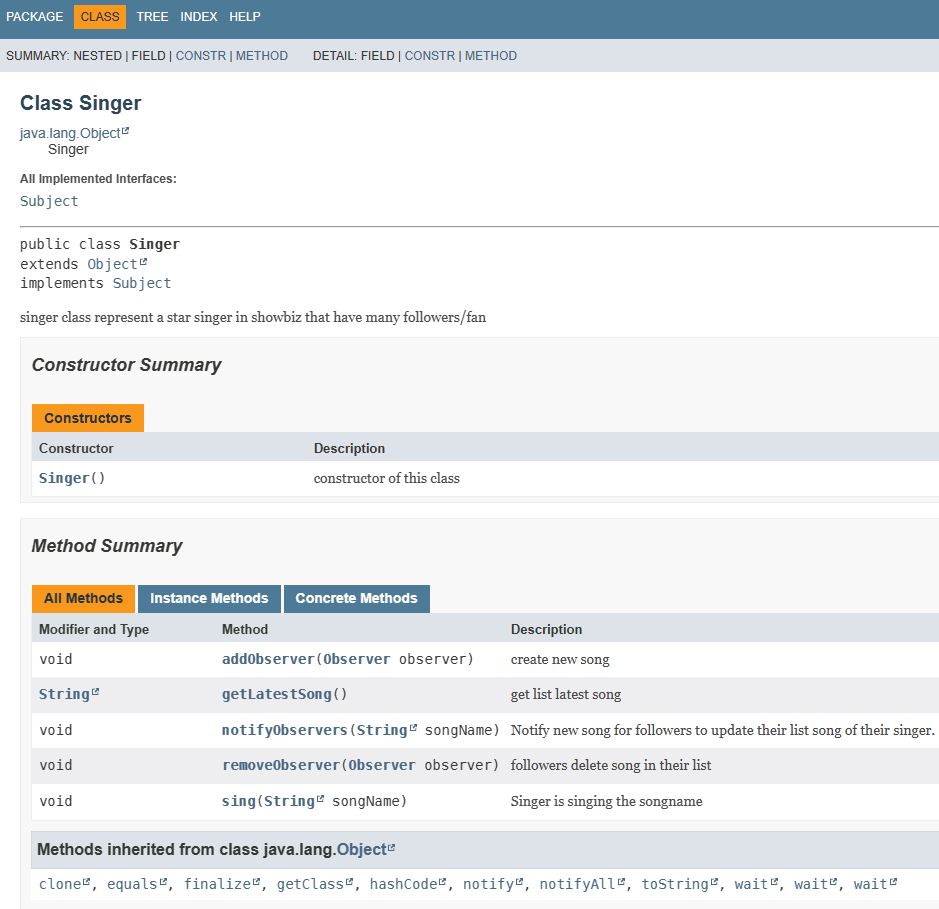 PACKAGE CLASS TREE INDEX HELP
SUMMARY: NESTED | FIELD | CONSTR | METHOD DETAIL: FIELD | CONSTR | METHOD
Class Singer
java.lang.Object
Singer
All Implemented Interfaces:
Subject
public class Singer
extends Object
implements Subject
singer class represent a star singer in showbiz that have many followers/fan
Constructor Summary
Constructors
Constructor Description
Singer() constructor of this class
Method Summary
All Methods Instance Methods Concrete Methods
Modifier and Type Method Description
void addObserver(Observer observer) create new song
String getLatestSong() get list latest song
void notifyObservers(String songName) Notify new song for followers to update their list song of their singer.
void removeObserver(Observer observer) followers delete song in their list
void sing(String songName) Singer is singing the songname
Methods inherited from class java.lang.Object
clone, equals, finalize, getClass, hashCode, notify, notifyAll, toString, wait, wait, wait